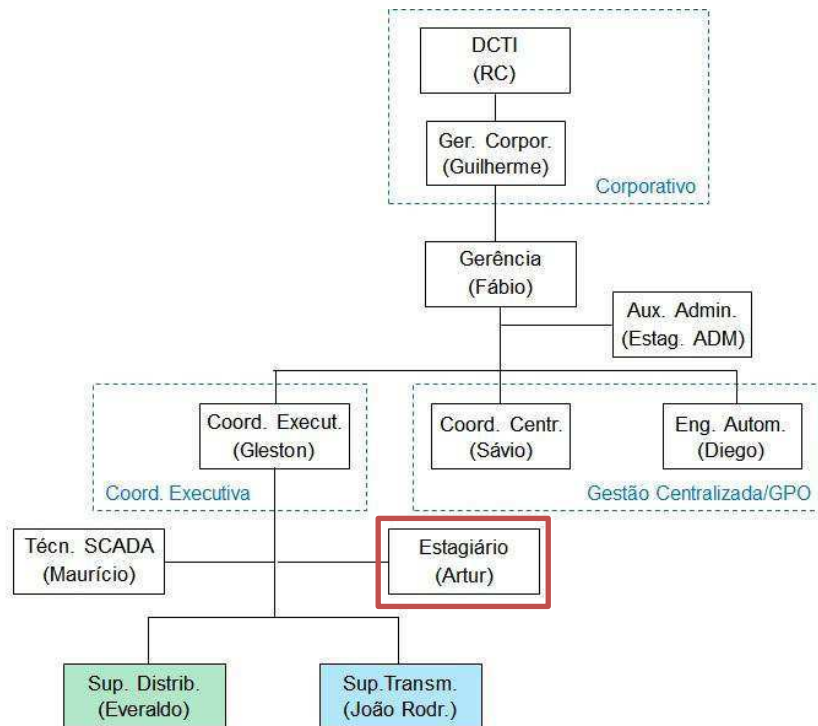 DCTI
(RC)
Ger. Corpor.
(Guilherme)
Corporativo
Gerência
(Fábio)
Aux. Admin.
(Estag. ADM)
Coord. Execut.
(Gleston)
Coord. Executiva
Coord. Centr.
(Sávio)
Eng. Autom.
(Diego)
Gestão Centralizada/GPO
Técn. SCADA
(Maurício)
Estagiário
(Artur)
Sup. Distrib.
(Everaldo)
Sup.Transm.
(João Rodr.)